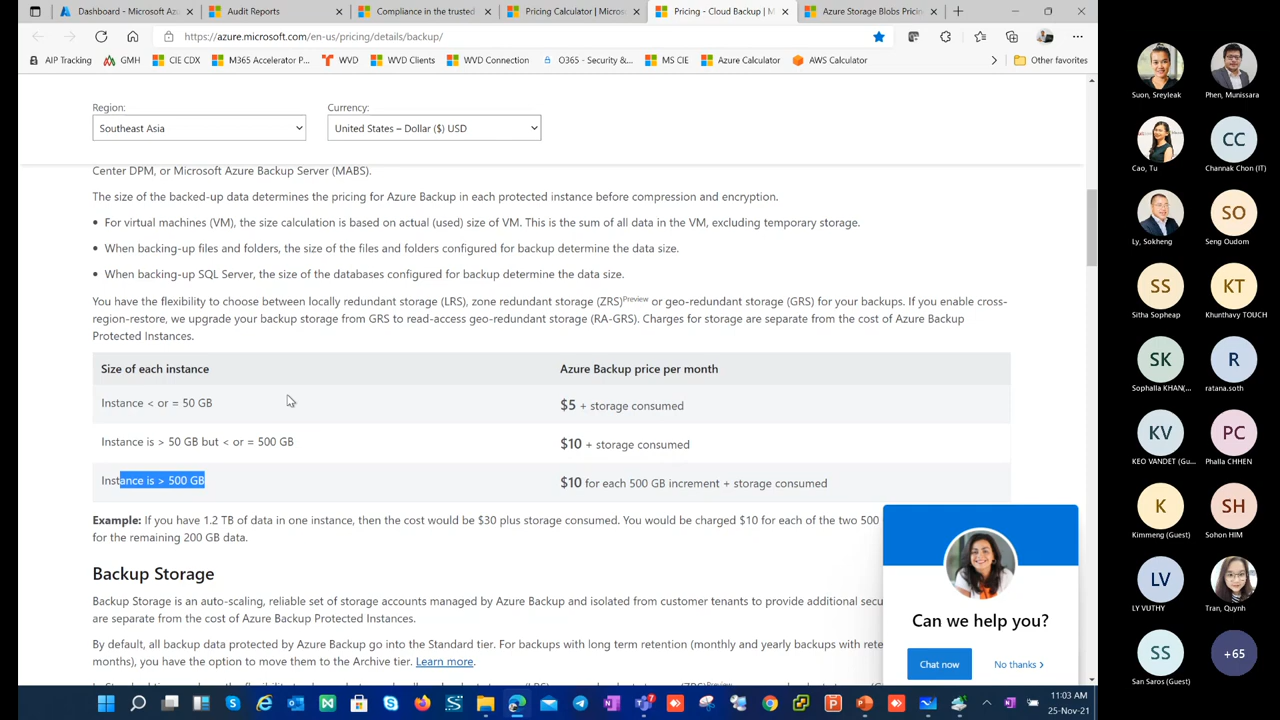 Dashboard - Microsoft Az
Audit Reports
Compliance in the truste
Pricing Calculator | Micros
Pricing - Cloud Backup | M
Azure Storage Blobs Pricin
https://azure.microsoft.com/en-us/pricing/details/backup/
AIP Tracking
GMH
CIE CDX
M365 Accelerator P...
WVD
WVD Clients
WVD Connection
O365 - Security &...
MS CIE
Azure Calculator
AWS Calculator
Other favorites
Region:
Currency:
Southeast Asia
United States – Dollar ($) USD
Center DPM, or Microsoft Azure Backup Server (MABS).
The size of the backed-up data determines the pricing for Azure Backup in each protected instance before compression and encryption.
• For virtual machines (VM), the size calculation is based on actual (used) size of VM. This is the sum of all data in the VM, excluding temporary storage.
• When backing-up files and folders, the size of the files and folders configured for backup determine the data size.
• When backing-up SQL Server, the size of the databases configured for backup determine the data size.
You have the flexibility to choose between locally redundant storage (LRS), zone redundant storage (ZRS)Preview or geo-redundant storage (GRS) for your backups. If you enable cross-
region-restore, we upgrade your backup storage from GRS to read-access geo-redundant storage (RA-GRS). Charges for storage are separate from the cost of Azure Backup
Protected Instances.
Size of each instance
Azure Backup price per month
Instance < or = 50 GB
$5 + storage consumed
Instance is > 50 GB but < or = 500 GB
$10 + storage consumed
Instance is > 500 GB
$10 for each 500 GB increment + storage consumed
Example: If you have 1.2 TB of data in one instance, then the cost would be $30 plus storage consumed. You would be charged $10 for each of the two 500
for the remaining 200 GB data.
Backup Storage
Backup Storage is an auto-scaling, reliable set of storage accounts managed by Azure Backup and isolated from customer tenants to provide additional secu
are separate from the cost of Azure Backup Protected Instances.
By default, all backup data protected by Azure Backup go into the Standard tier. For backups with long term retention (monthly and yearly backups with rete
months), you have the option to move them to the Archive tier. Learn more.
Can we help you?
Chat now
No thanks
11:03 AM
25-Nov-21
Suon, Sreyleak
Phen, Munissara
CC
Cao, Tu
Channak Chon (IT)
SO
Ly, Sokheng
Seng Oudom
SS
KT
Sitha Sopheap
Khunthavy TOUCH
SK
R
Sophalla KHAN(...
ratana.soth
KV
PC
KEO VANDET (Gu...
Phalla CHHEN
K
SH
Kimmeng (Guest)
Sohon HIM
LV
LY VUTHY
Tran, Quynh
SS
+65
San Saros (Guest)